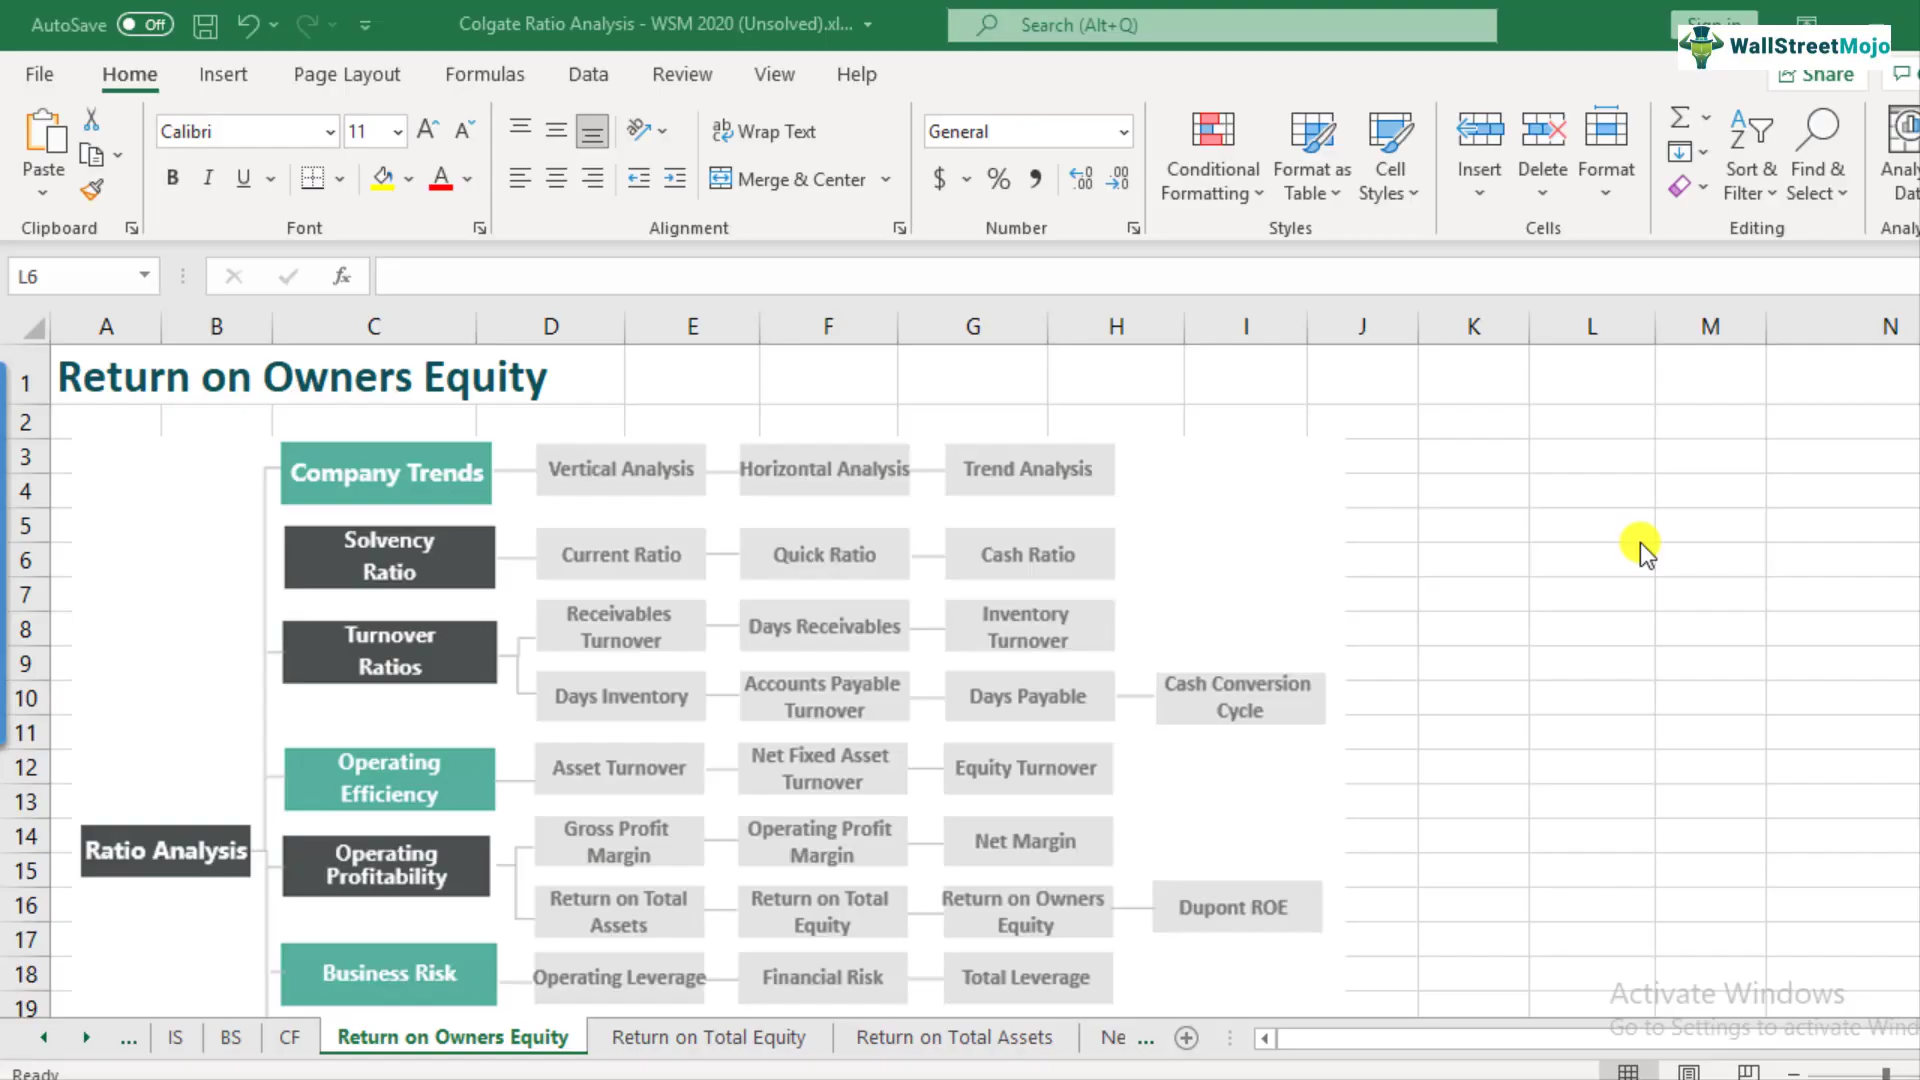 AutoSave Off Colgate Ratio Analysis - WSM 2020 (Unsolved).xl... Search (Alt+Q) Sign in
WallStreetMojo
File Home Insert Page Layout Formulas Data Review View Help Share
Paste Calibri 11 Wrap Text General Conditional Formatting Format as Table Cell Styles Insert Delete Format Sort & Filter Find & Select
B I U Merge & Center $ %
Clipboard Font Alignment Number Styles Cells Editing
L6 fx
A B C D E F G H I J K L M N
1 Return on Owners Equity
2
3
4
5
6
7
8
9
10
11
12
13
14
15
16
17
18
19
Company Trends Vertical Analysis Horizontal Analysis Trend Analysis
Solvency Ratio Current Ratio Quick Ratio Cash Ratio
Turnover Ratios
Receivables Turnover Days Receivables Inventory Turnover
Days Inventory Accounts Payable Turnover Days Payable Cash Conversion Cycle
Operating Efficiency Asset Turnover Net Fixed Asset Turnover Equity Turnover
Ratio Analysis
Operating Profitability
Gross Profit Margin Operating Profit Margin Net Margin
Return on Total Assets Return on Total Equity Return on Owners Equity Dupont ROE
Business Risk Operating Leverage Financial Risk Total Leverage
Activate Windows
Go to Settings to activate Wind
... IS BS CF Return on Owners Equity Return on Total Equity Return on Total Assets Ne ...
Ready